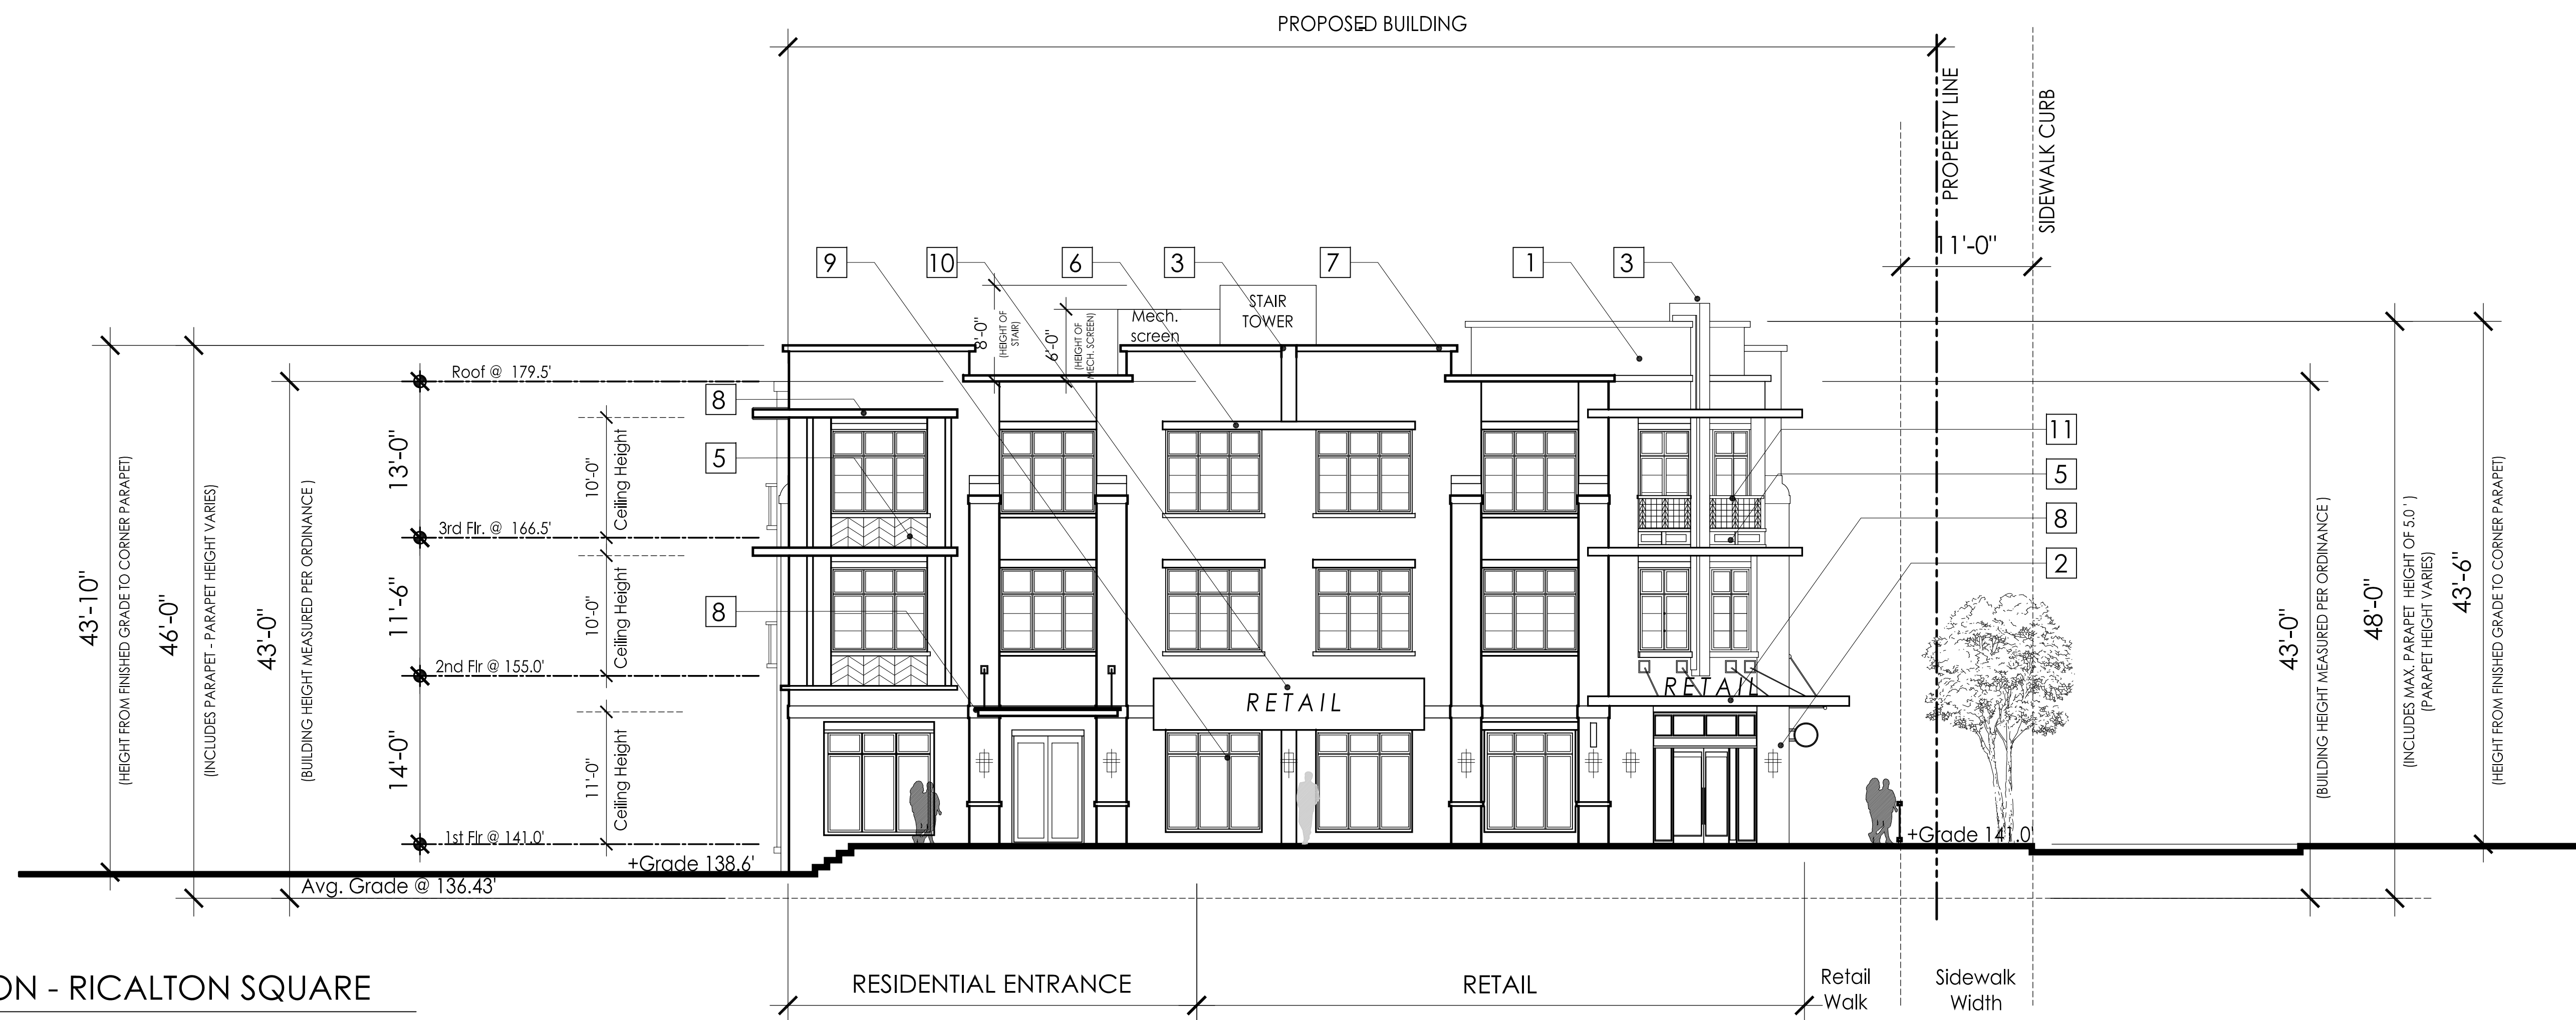 PROPOSED BUILDING
PROPERTY LINE
SIDEWALK CURB
11'-0"
9
10
6
3
7
1
3
STAIR
TOWER
Mech.
screen
8'-0"
(HEIGHT OF
STAIR)
6'-0"
(HEIGHT OF
MECH. SCREEN)
Roof @ 179.5'
8
5
8
11
5
8
2
43'-10"
(HEIGHT FROM FINISHED GRADE TO CORNER PARAPET)
46'-0"
(INCLUDES PARAPET - PARAPET HEIGHT VARIES)
43'-0"
(BUILDING HEIGHT MEASURED PER ORDINANCE )
13'-0"
11'-6"
14'-0"
10'-0"
Ceiling Height
10'-0"
Ceiling Height
11'-0"
Ceiling Height
3rd Flr. @ 166.5'
2nd Flr @ 155.0'
1st Flr @ 141.0'
+Grade 138.6'
Avg. Grade @ 136.43'
RETAIL
RETAIL
+Grade 141.0'
43'-0"
(BUILDING HEIGHT MEASURED PER ORDINANCE )
48'-0"
(INCLUDES MAX. PARAPET HEIGHT OF 5.0' )
(PARAPET HEIGHT VARIES)
43'-6"
(HEIGHT FROM FINISHED GRADE TO CORNER PARAPET)
ON - RICALTON SQUARE
RESIDENTIAL ENTRANCE
RETAIL
Retail
Walk
Sidewalk
Width